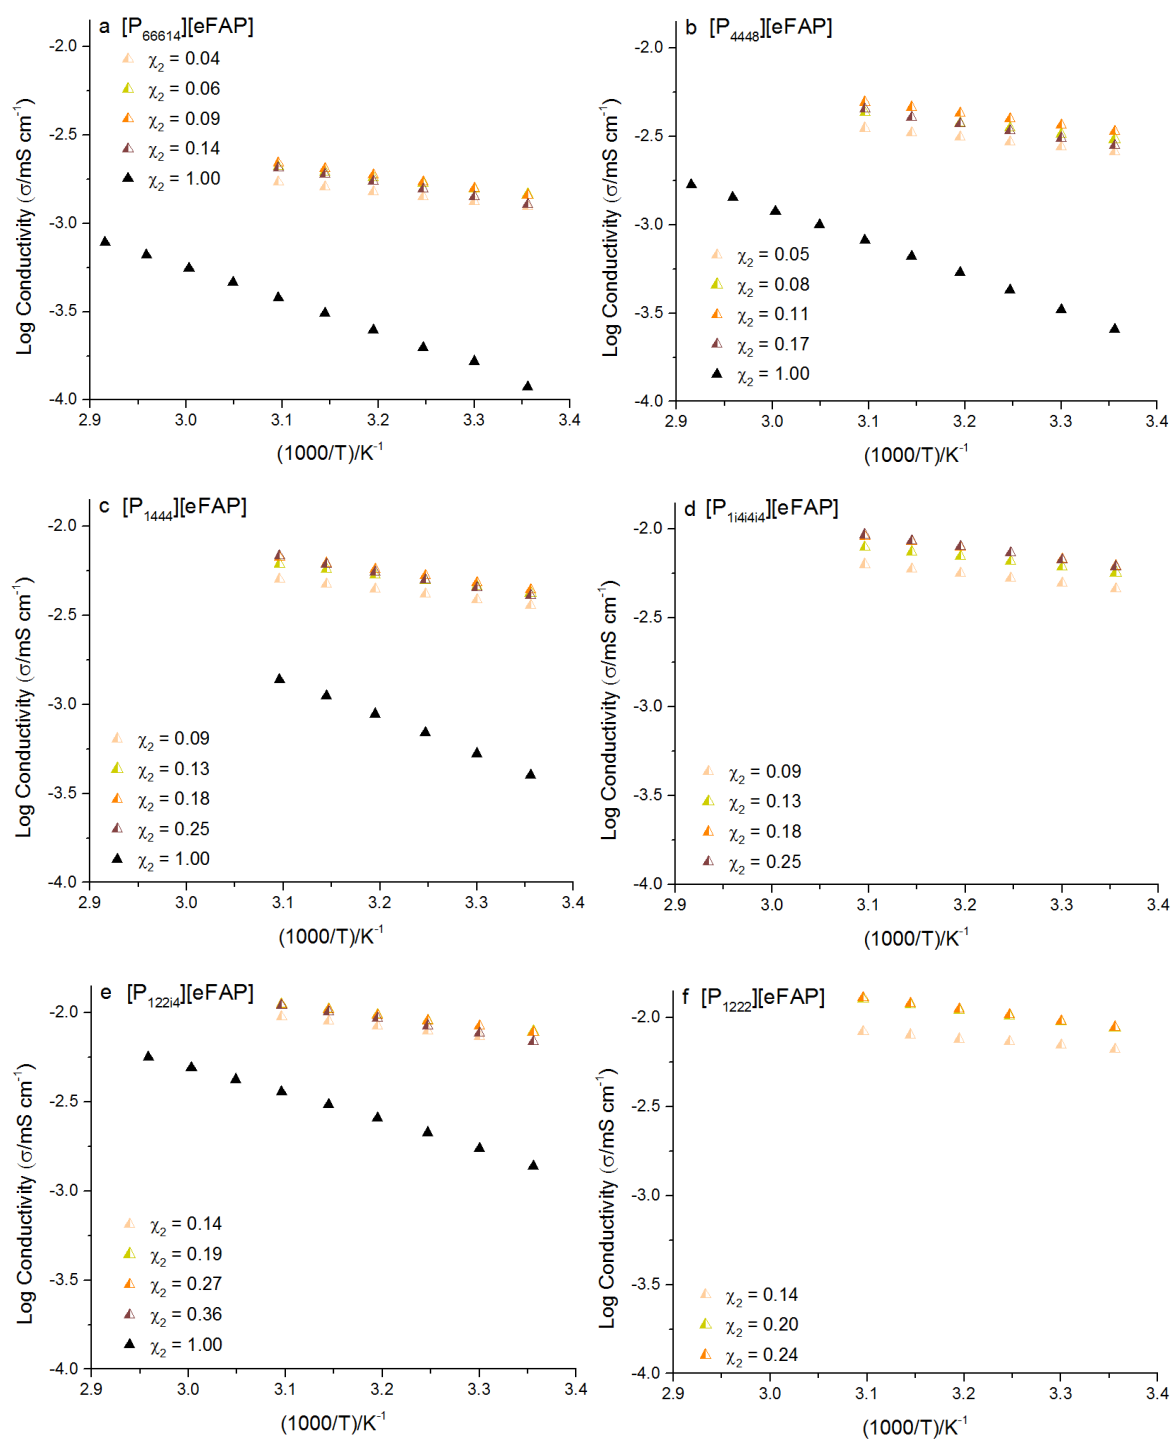 a [P66614][eFAP]
χ2 = 0.04
χ2 = 0.06
χ2 = 0.09
χ2 = 0.14
χ2 = 1.00
-2.0
-2.5
-3.0
-3.5
-4.0
Log Conductivity (σ/mS cm-1)
2.9 3.0 3.1 3.2 3.3 3.4
(1000/T)/K-1
b [P4448][eFAP]
-2.0
-2.5
-3.0
-3.5
-4.0
Log Conductivity (σ/mS cm-1)
χ2 = 0.05
χ2 = 0.08
χ2 = 0.11
χ2 = 0.17
χ2 = 1.00
2.9 3.0 3.1 3.2 3.3 3.4
(1000/T)/K-1
c [P1444][eFAP]
-2.0
-2.5
-3.0
-3.5
-4.0
Log Conductivity (σ/mS cm-1)
χ2 = 0.09
χ2 = 0.13
χ2 = 0.18
χ2 = 0.25
χ2 = 1.00
2.9 3.0 3.1 3.2 3.3 3.4
(1000/T)/K-1
d [P1i4i4i4][eFAP]
-2.0
-2.5
-3.0
-3.5
-4.0
Log Conductivity (σ/mS cm-1)
χ2 = 0.09
χ2 = 0.13
χ2 = 0.18
χ2 = 0.25
2.9 3.0 3.1 3.2 3.3 3.4
(1000/T)/K-1
e [P122i4][eFAP]
-2.0
-2.5
-3.0
-3.5
-4.0
Log Conductivity (σ/mS cm-1)
χ2 = 0.14
χ2 = 0.19
χ2 = 0.27
χ2 = 0.36
χ2 = 1.00
2.9 3.0 3.1 3.2 3.3 3.4
(1000/T)/K-1
f [P1222][eFAP]
-2.0
-2.5
-3.0
-3.5
-4.0
Log Conductivity (σ/mS cm-1)
χ2 = 0.14
χ2 = 0.20
χ2 = 0.24
2.9 3.0 3.1 3.2 3.3 3.4
(1000/T)/K-1